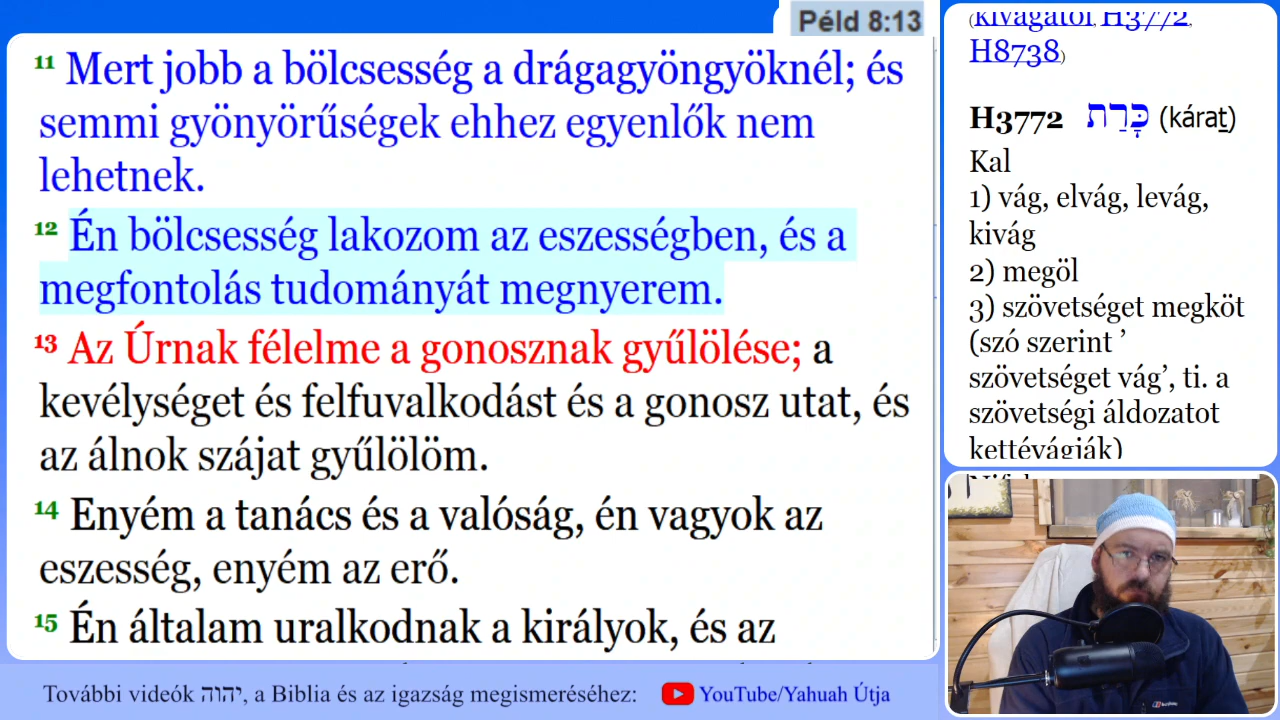 Péld 8:13
11 Mert jobb a bölcsesség a drágagyöngyöknél; és
semmi gyönyörűségek ehhez egyenlők nem
lehetnek.
12 Én bölcsesség lakozom az eszességben, és a
megfontolás tudományát megnyerem.
13 Az Úrnak félelme a gonosznak gyűlölése; a
kevélységet és felfuvalkodást és a gonosz utat, és
az álnok szájat gyűlölöm.
14 Enyém a tanács és a valóság, én vagyok az
eszesség, enyém az erő.
15 Én általam uralkodnak a királyok, és az
(kivágatol, H3772,
H8738)
H3772 כָּרַת (kárat)
Kal
1) vág, elvág, levág,
kivág
2) megöl
3) szövetséget megköt
(szó szerint ’
szövetséget vág’, ti. a
szövetségi áldozatot
kettévágják)
További videók יהוה, a Biblia és az igazság megismeréséhez: YouTube/Yahuah Útja